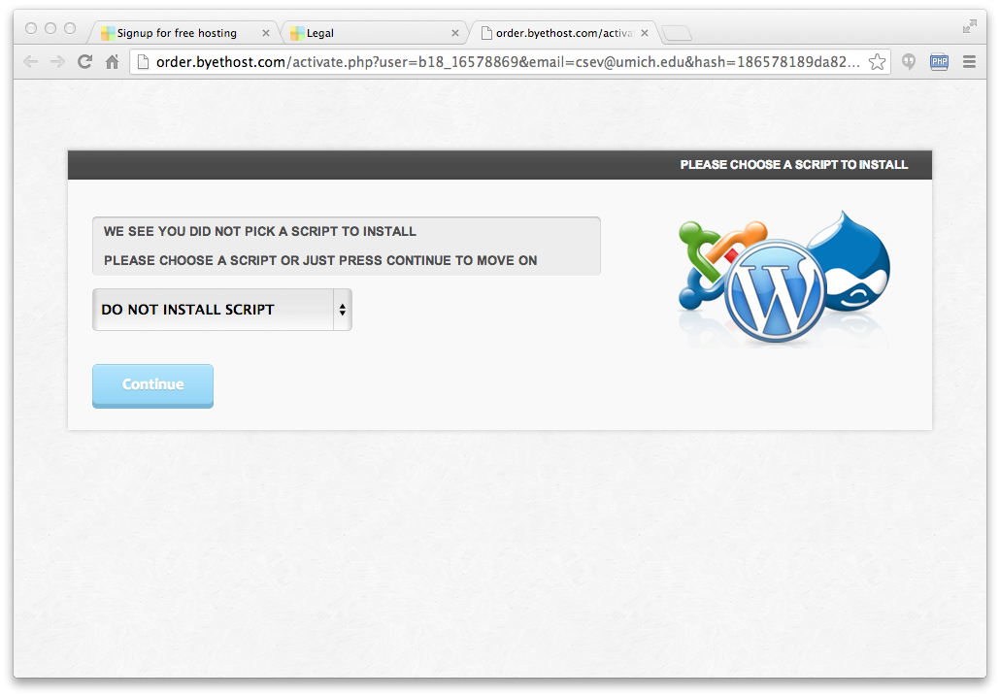 Signup for free hosting
Legal
order.byethost.com/activa
order.byethost.com/activate.php?user=b18_16578869&email=csev@umich.edu&hash=186578189da82...
PHP
PLEASE CHOOSE A SCRIPT TO INSTALL
WE SEE YOU DID NOT PICK A SCRIPT TO INSTALL
PLEASE CHOOSE A SCRIPT OR JUST PRESS CONTINUE TO MOVE ON
DO NOT INSTALL SCRIPT
W
Continue